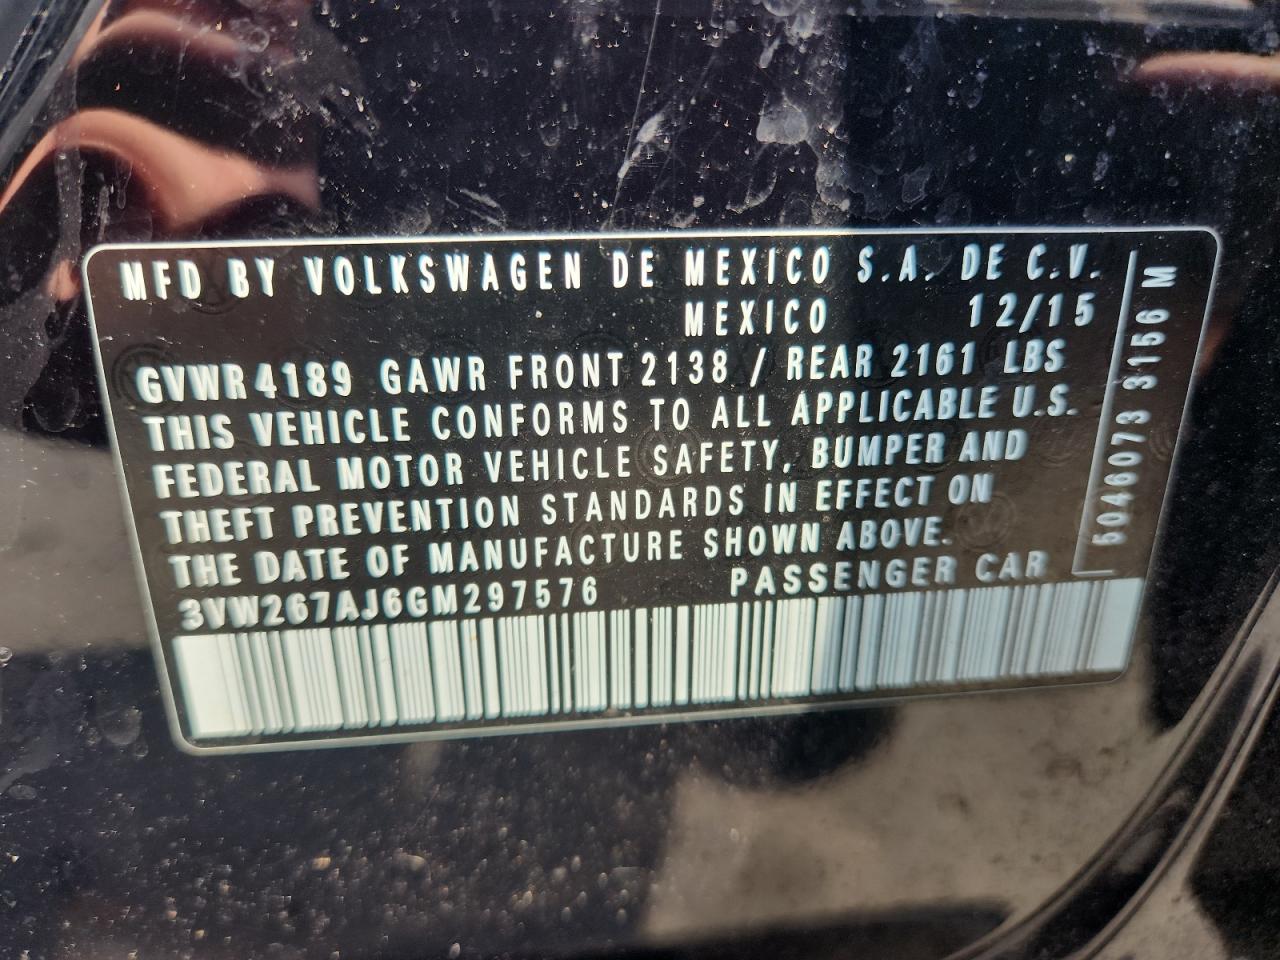 MFD BY VOLKSWAGEN DE MEXICO S.A. DE C.V.
MEXICO 12/15
GVWR 4189 GAWR FRONT 2138 / REAR 2161 LBS
THIS VEHICLE CONFORMS TO ALL APPLICABLE U.S.
FEDERAL MOTOR VEHICLE SAFETY, BUMPER AND
THEFT PREVENTION STANDARDS IN EFFECT ON
THE DATE OF MANUFACTURE SHOWN ABOVE.
3VW267AJ6GM297576 PASSENGER CAR
5046073 3156 M